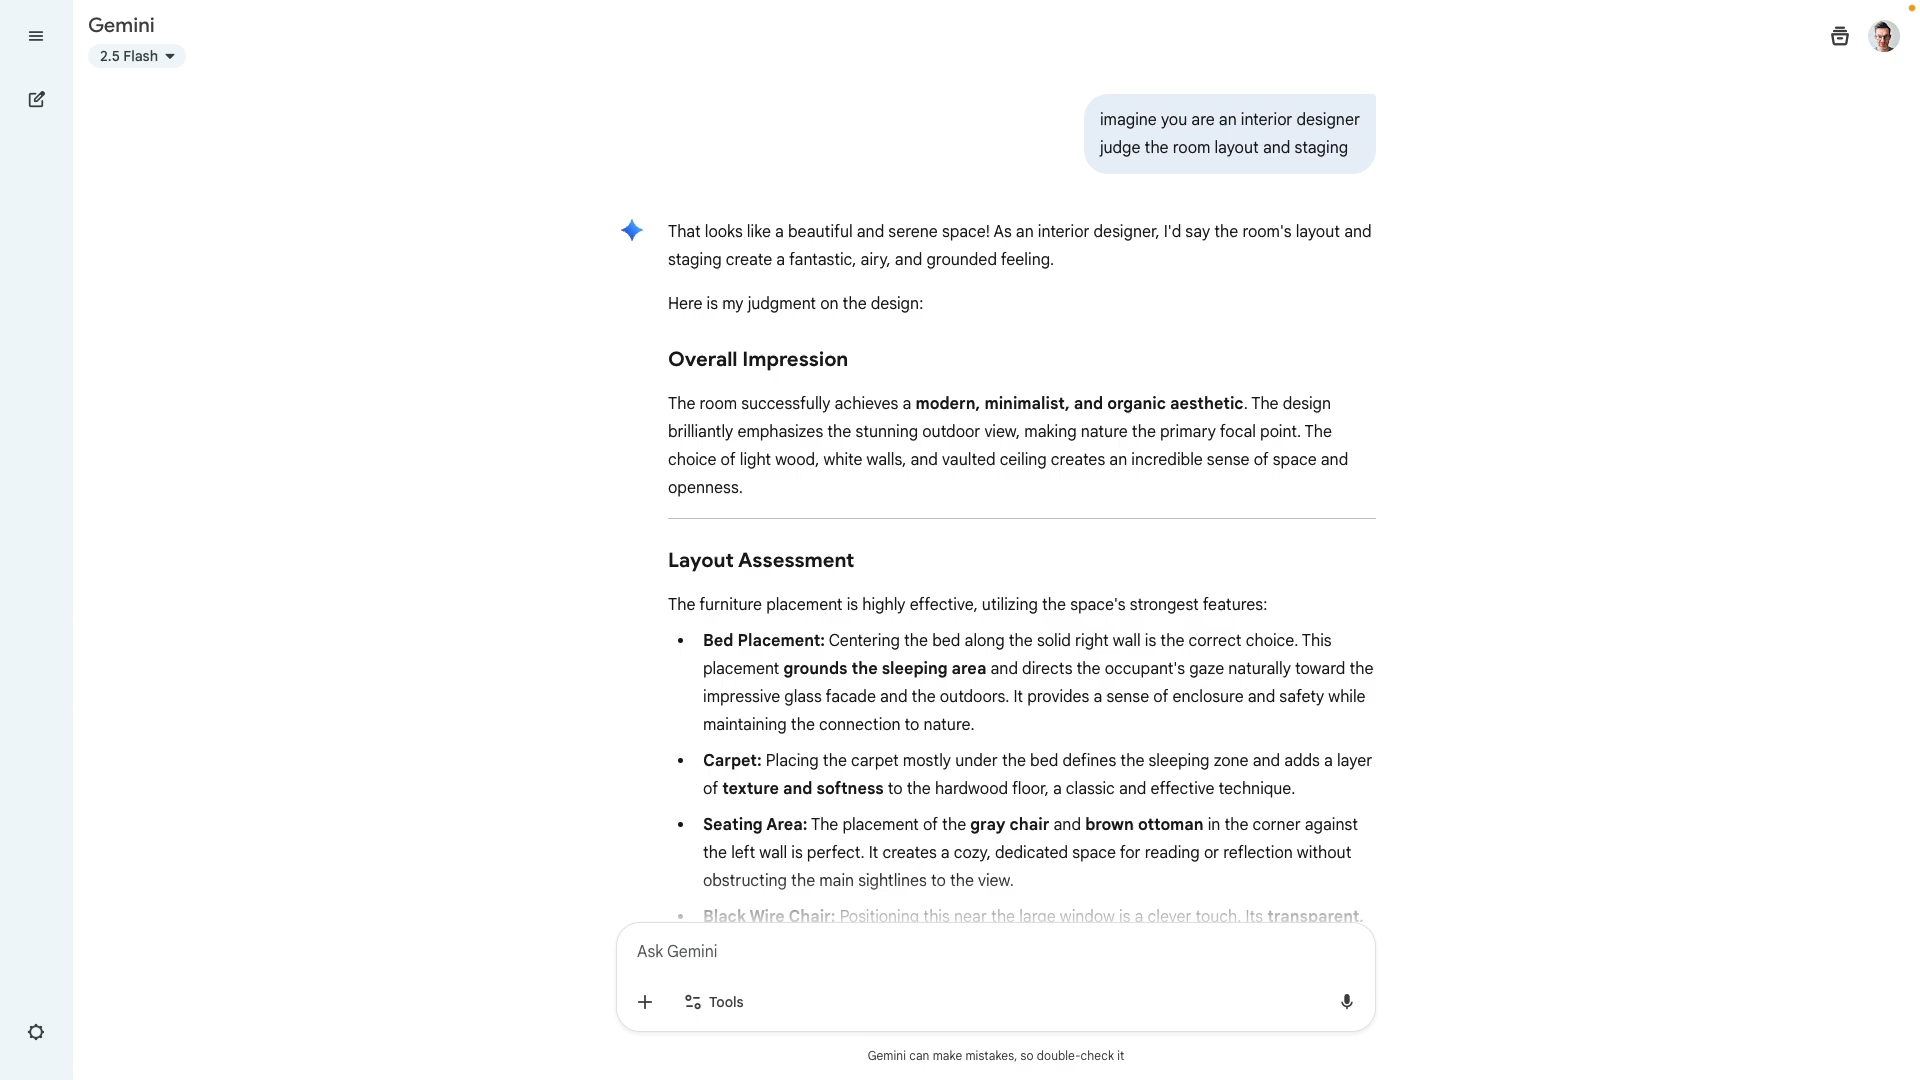 Gemini
2.5 Flash
imagine you are an interior designer
judge the room layout and staging
That looks like a beautiful and serene space! As an interior designer, I'd say the room's layout and
staging create a fantastic, airy, and grounded feeling.
Here is my judgment on the design:
Overall Impression
The room successfully achieves a modern, minimalist, and organic aesthetic. The design
brilliantly emphasizes the stunning outdoor view, making nature the primary focal point. The
choice of light wood, white walls, and vaulted ceiling creates an incredible sense of space and
openness.
Layout Assessment
The furniture placement is highly effective, utilizing the space's strongest features:
• Bed Placement: Centering the bed along the solid right wall is the correct choice. This
placement grounds the sleeping area and directs the occupant's gaze naturally toward the
impressive glass facade and the outdoors. It provides a sense of enclosure and safety while
maintaining the connection to nature.
• Carpet: Placing the carpet mostly under the bed defines the sleeping zone and adds a layer
of texture and softness to the hardwood floor, a classic and effective technique.
• Seating Area: The placement of the gray chair and brown ottoman in the corner against
the left wall is perfect. It creates a cozy, dedicated space for reading or reflection without
obstructing the main sightlines to the view.
• Black Wire Chair: Positioning this near the large window is a clever touch. Its transparent,
Ask Gemini
Tools
Gemini can make mistakes, so double-check it